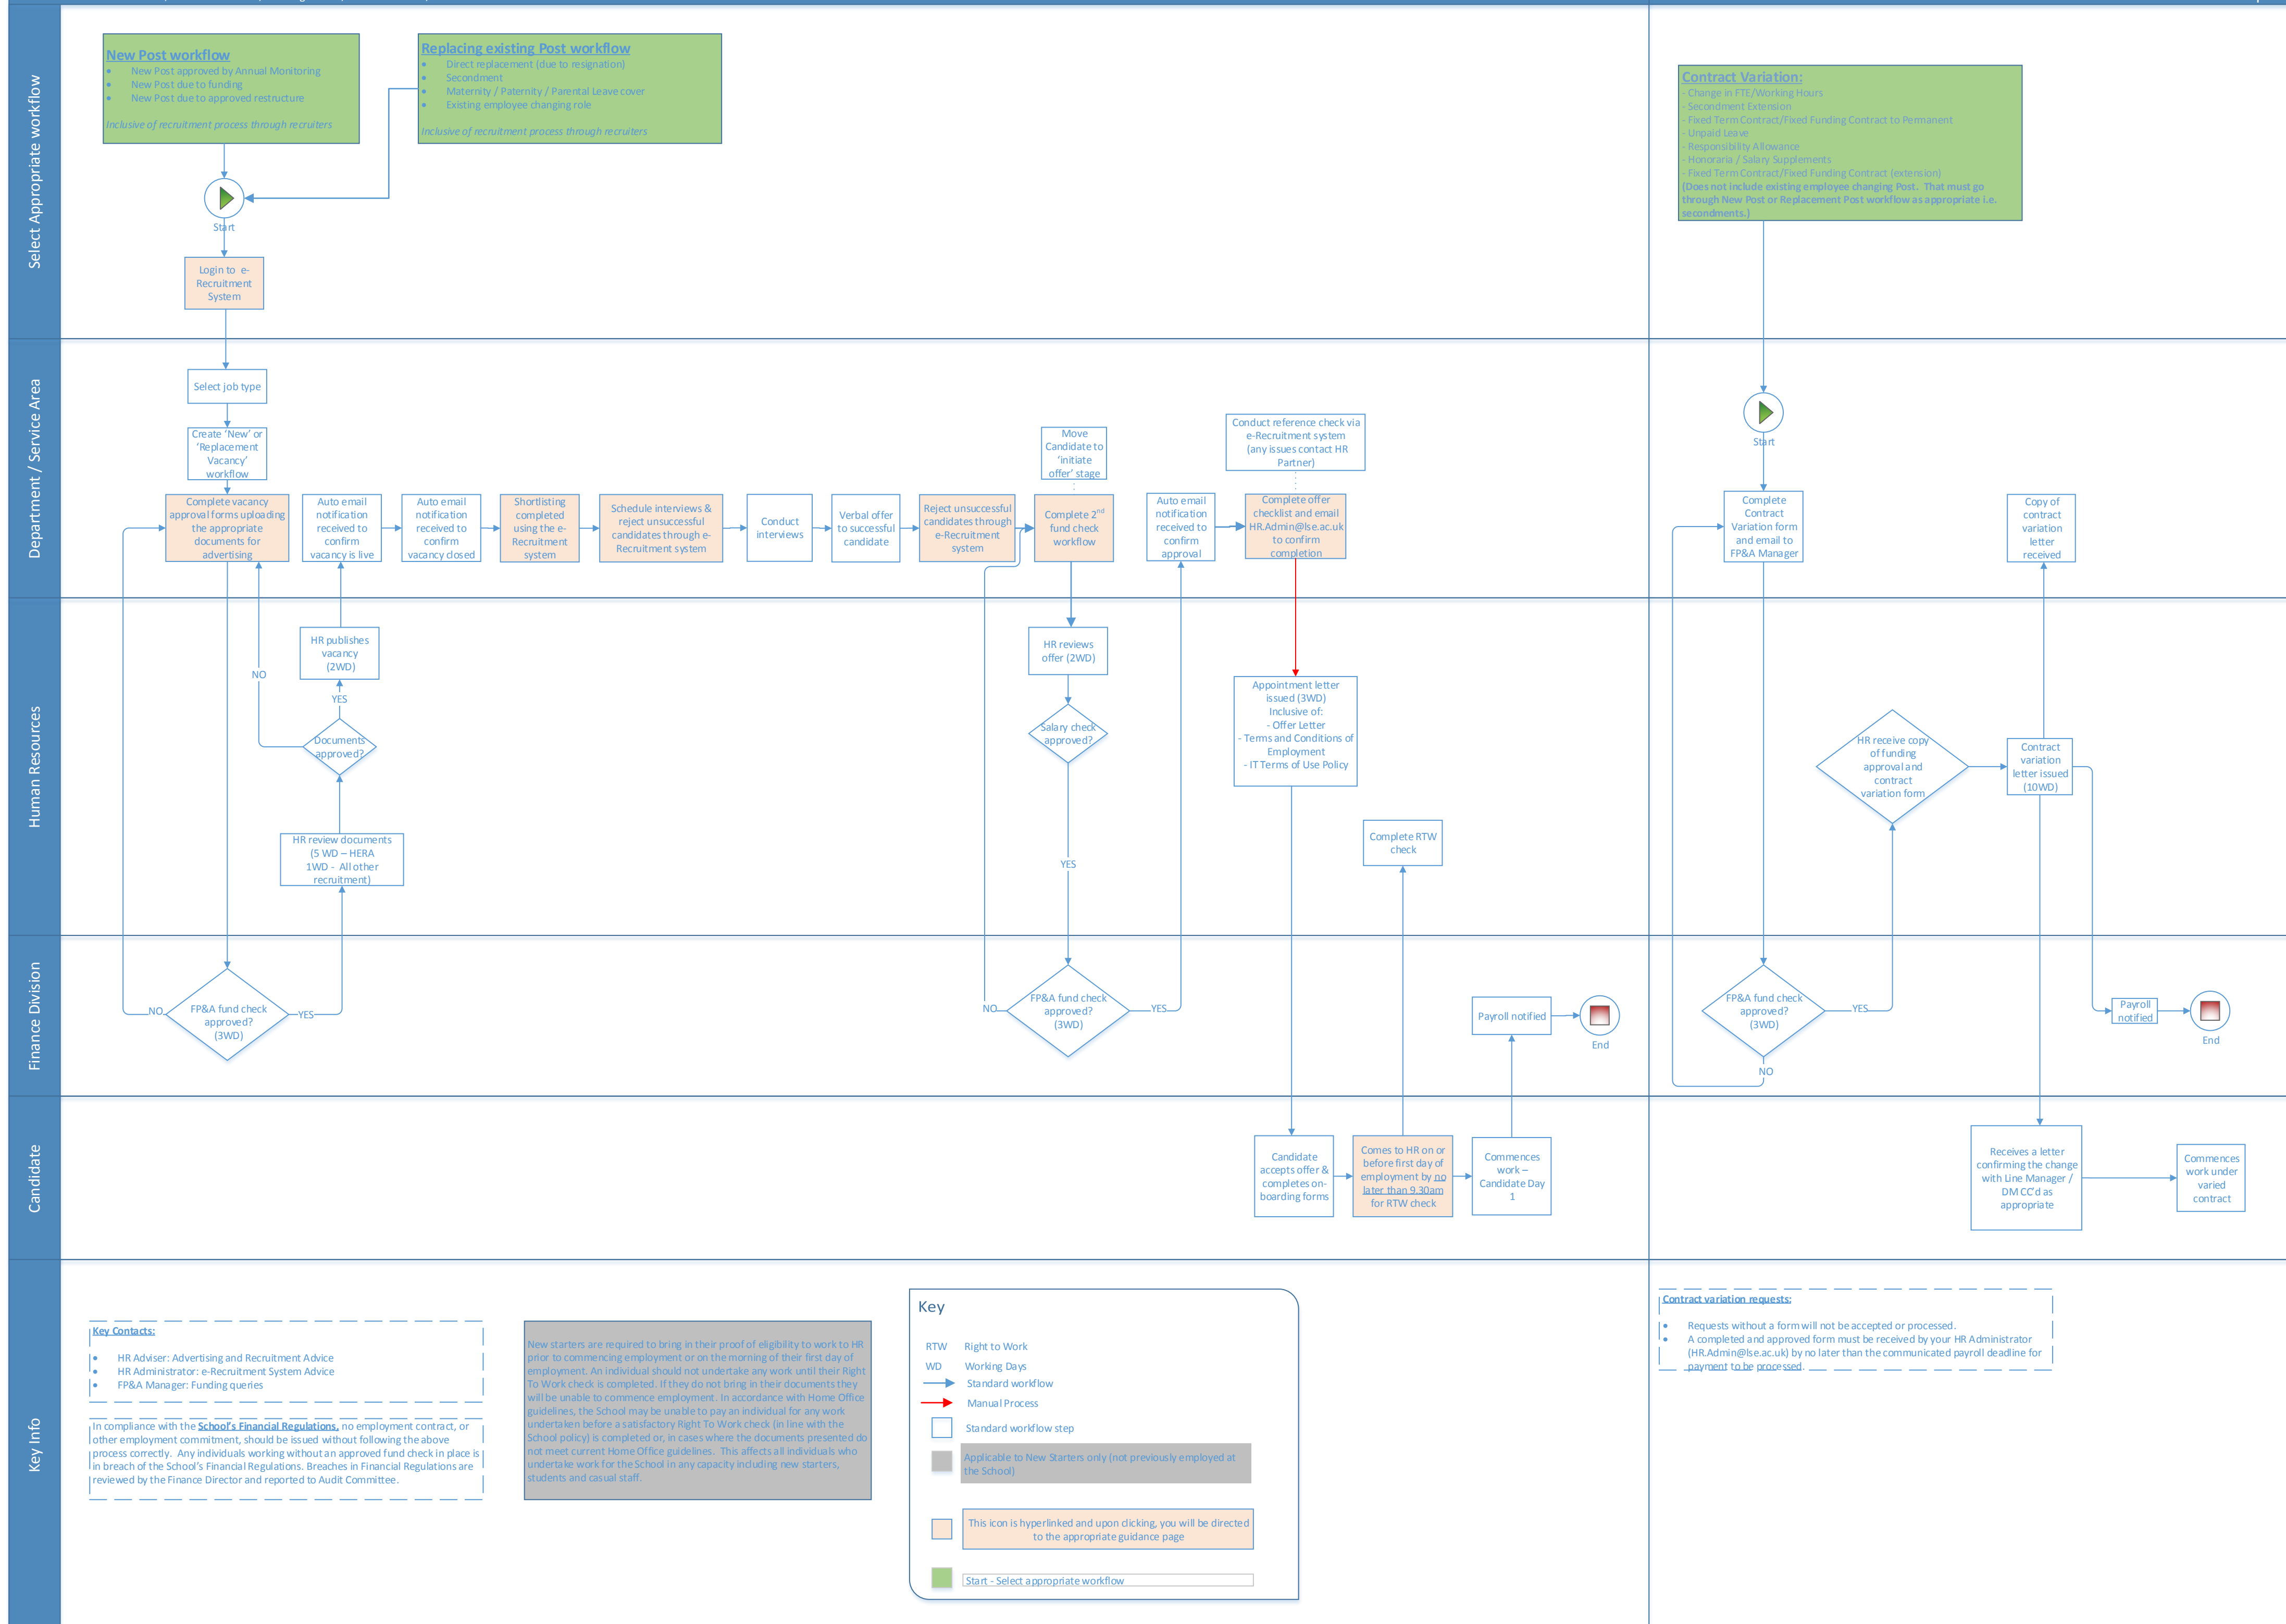 Select Appropriate workflow
New Post workflow
• New Post approved by Annual Monitoring
• New Post due to funding
• New Post due to approved restructure
Inclusive of recruitment process through recruiters
Replacing existing Post workflow
• Direct replacement (due to resignation)
• Secondment
• Maternity / Paternity / Parental Leave cover
• Existing employee changing role
Inclusive of recruitment process through recruiters
Start
Login to e-
Recruitment
System
Contract Variation:
- Change in FTE/Working Hours
- Secondment Extension
- Fixed Term Contract/Fixed Funding Contract to Permanent
- Unpaid Leave
- Responsibility Allowance
- Honoraria / Salary Supplements
- Fixed Term Contract/Fixed Funding Contract (extension)
(Does not include existing employee changing Post. That must go
through New Post or Replacement Post workflow as appropriate i.e.
secondments.)
Department / Service Area
Select job type
Create ‘New’ or
‘Replacement
Vacancy’
workflow
Complete vacancy
approval forms uploading
the appropriate
documents for
advertising
Auto email
notification
received to
confirm
vacancy is live
Auto email
notification
received to
confirm
vacancy closed
Shortlisting
completed
using the e-
Recruitment
system
Schedule interviews &
reject unsuccessful
candidates through e-
Recruitment system
Conduct
interviews
Verbal offer
to successful
candidate
Reject unsuccessful
candidates through
e-Recruitment
system
Move
Candidate to
‘initiate
offer’ stage
Complete 2nd
fund check
workflow
Auto email
notification
received to
confirm
approval
Conduct reference check via
e-Recruitment system
(any issues contact HR
Partner)
Complete offer
checklist and email
HR.Admin@lse.ac.uk
to confirm
completion
Start
Complete
Contract
Variation form
and email to
FP&A Manager
Copy of
contract
variation
letter
received
Human Resources
HR publishes
vacancy
(2WD)
NO
YES
Documents
approved?
HR review documents
(5 WD – HERA
1WD - All other
recruitment)
HR reviews
offer (2WD)
Salary check
approved?
YES
Appointment letter
issued (3WD)
Inclusive of:
- Offer Letter
- Terms and Conditions of
Employment
- IT Terms of Use Policy
Complete RTW
check
HR receive copy
of funding
approval and
contract
variation form
Contract
variation
letter issued
(10WD)
Finance Division
NO
FP&A fund check
approved?
(3WD)
YES
NO
FP&A fund check
approved?
(3WD)
YES
Payroll notified
End
FP&A fund check
approved?
(3WD)
YES
NO
Payroll
notified
End
Candidate
Candidate
accepts offer &
completes on-
boarding forms
Comes to HR on or
before first day of
employment by no
later than 9.30am
for RTW check
Commences
work –
Candidate Day
1
Receives a letter
confirming the change
with Line Manager /
DM CC’d as
appropriate
Commences
work under
varied
contract
Key Info
Key Contacts:
• HR Adviser: Advertising and Recruitment Advice
• HR Administrator: e-Recruitment System Advice
• FP&A Manager: Funding queries
In compliance with the School’s Financial Regulations, no employment contract, or
other employment commitment, should be issued without following the above
process correctly. Any individuals working without an approved fund check in place is
in breach of the School’s Financial Regulations. Breaches in Financial Regulations are
reviewed by the Finance Director and reported to Audit Committee.
New starters are required to bring in their proof of eligibility to work to HR
prior to commencing employment or on the morning of their first day of
employment. An individual should not undertake any work until their Right
To Work check is completed. If they do not bring in their documents they
will be unable to commence employment. In accordance with Home Office
guidelines, the School may be unable to pay an individual for any work
undertaken before a satisfactory Right To Work check (in line with the
School policy) is completed or, in cases where the documents presented do
not meet current Home Office guidelines. This affects all individuals who
undertake work for the School in any capacity including new starters,
students and casual staff.
Key
RTW Right to Work
WD Working Days
Standard workflow
Manual Process
Standard workflow step
Applicable to New Starters only (not previously employed at
the School)
This icon is hyperlinked and upon clicking, you will be directed
to the appropriate guidance page
Start - Select appropriate workflow
Contract variation requests:
• Requests without a form will not be accepted or processed.
• A completed and approved form must be received by your HR Administrator
(HR.Admin@lse.ac.uk) by no later than the communicated payroll deadline for
payment to be processed.